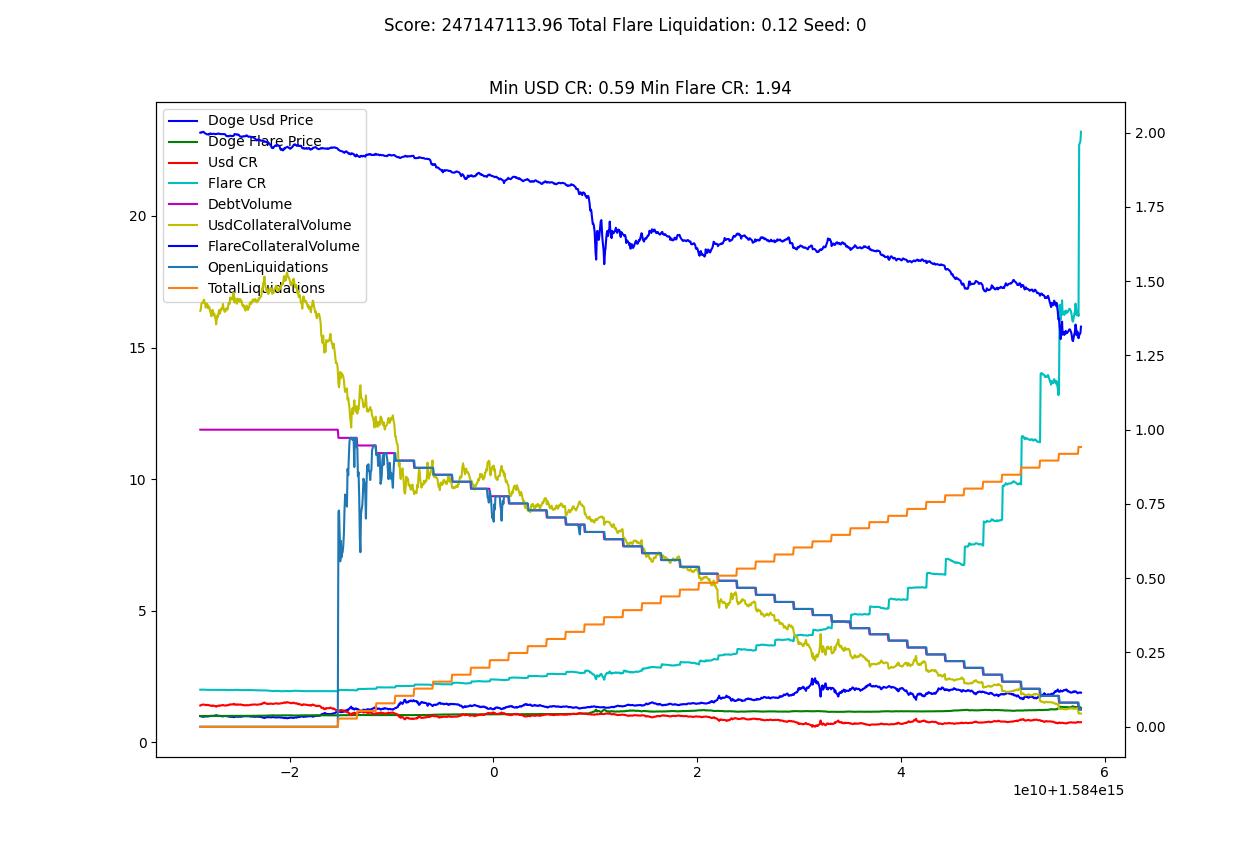 Score: 247147113.96 Total Flare Liquidation: 0.12 Seed: 0
Min USD CR: 0.59 Min Flare CR: 1.94
Doge Usd Price
Doge Flare Price
Usd CR
Flare CR
DebtVolume
UsdCollateralVolume
FlareCollateralVolume
OpenLiquidations
TotalLiquidations
20
15
10
5
0
2.00
1.75
1.50
1.25
1.00
0.75
0.50
0.25
0.00
−2 0 2 4 6
1e10+1.584e15